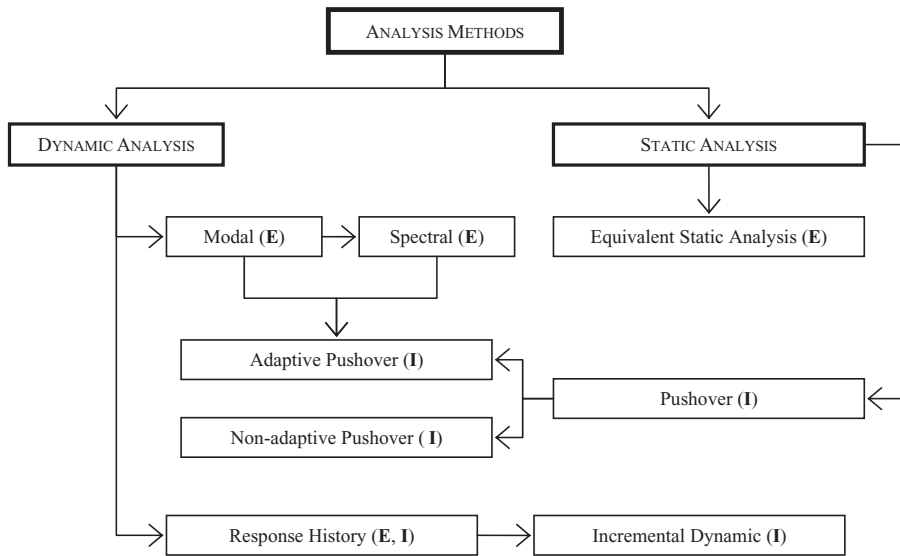 ANALYSIS METHODS
DYNAMIC ANALYSIS
STATIC ANALYSIS
Modal (E)
Spectral (E)
Equivalent Static Analysis (E)
Adaptive Pushover (I)
Pushover (I)
Non-adaptive Pushover ( I)
Response History (E, I)
Incremental Dynamic (I)